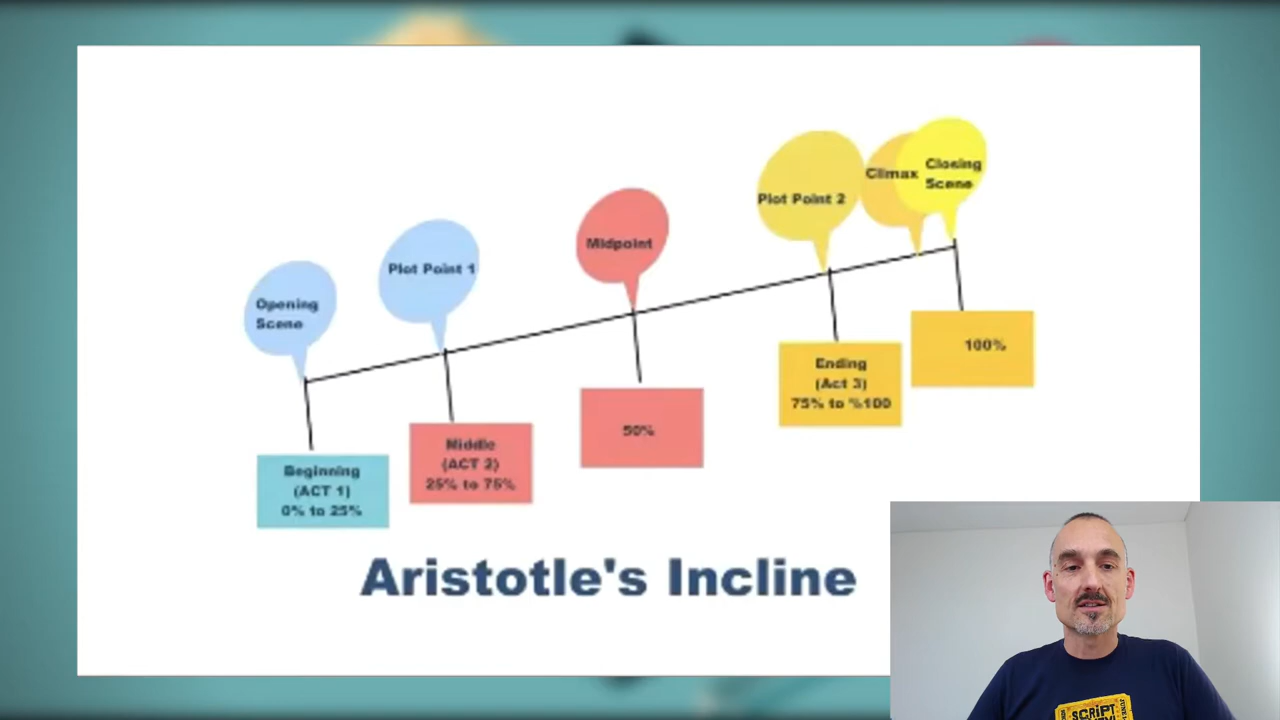 Opening
Scene
Plot Point 1
Midpoint
Plot Point 2
Climax
Closing
Scene
Beginning
(ACT 1)
0% to 25%
Middle
(ACT 2)
25% to 75%
50%
Ending
(Act 3)
75% to %100
100%
Aristotle's Incline
SCRIPT